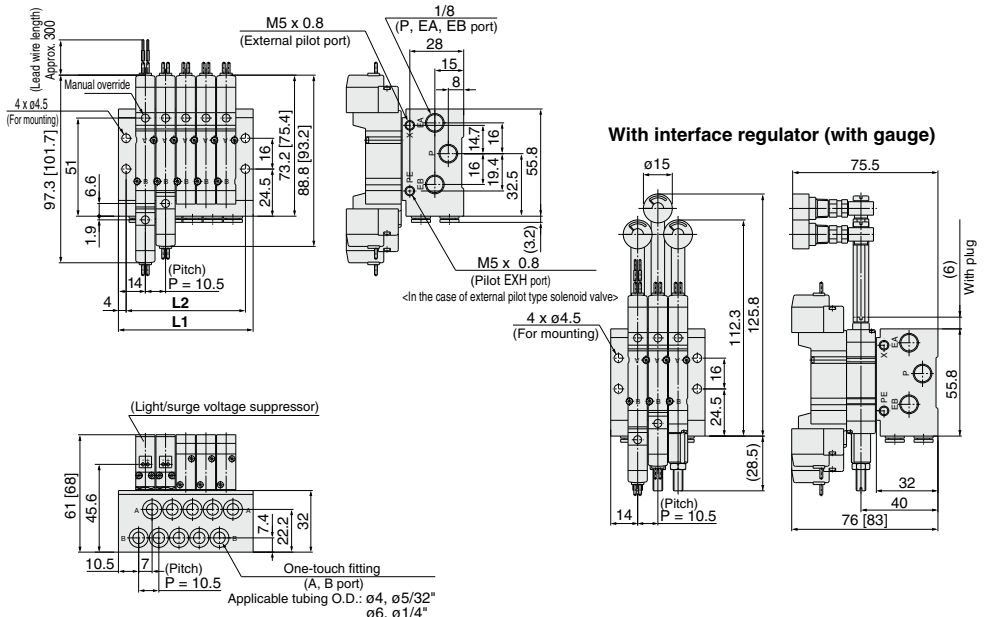 (Lead wire length)
Approx. 300
Manual override
4 x ø4.5
(For mounting)
97.3 [101.7]
51
6.6
1.9
A
A
A
A
A
B
B
B
B
B
16
24.5
73.2 [75.4]
88.8 [93.2]
(Pitch)
P = 10.5
14
4
L2
L1
M5 x 0.8
(External pilot port)
1/8
(P, EA, EB port)
28
15
8
X
EA
P
PE
EB
14.7
16
16
19.4
32.5
55.8
(3.2)
M5 x 0.8
(Pilot EXH port)
<In the case of external pilot type solenoid valve>
With interface regulator (with gauge)
ø15
4 x ø4.5
(For mounting)
A
A
A
B
B
B
16
24.5
112.3
125.8
(28.5)
(Pitch)
14
P = 10.5
75.5
(6)
With plug
X
EA
P
PE
EB
55.8
32
40
76 [83]
(Light/surge voltage suppressor)
61 [68]
45.6
A
A
B
B
7.4
22.2
32
10.5
7
(Pitch)
P = 10.5
One-touch fitting
(A, B port)
Applicable tubing O.D.: ø4, ø5/32"
ø6, ø1/4"